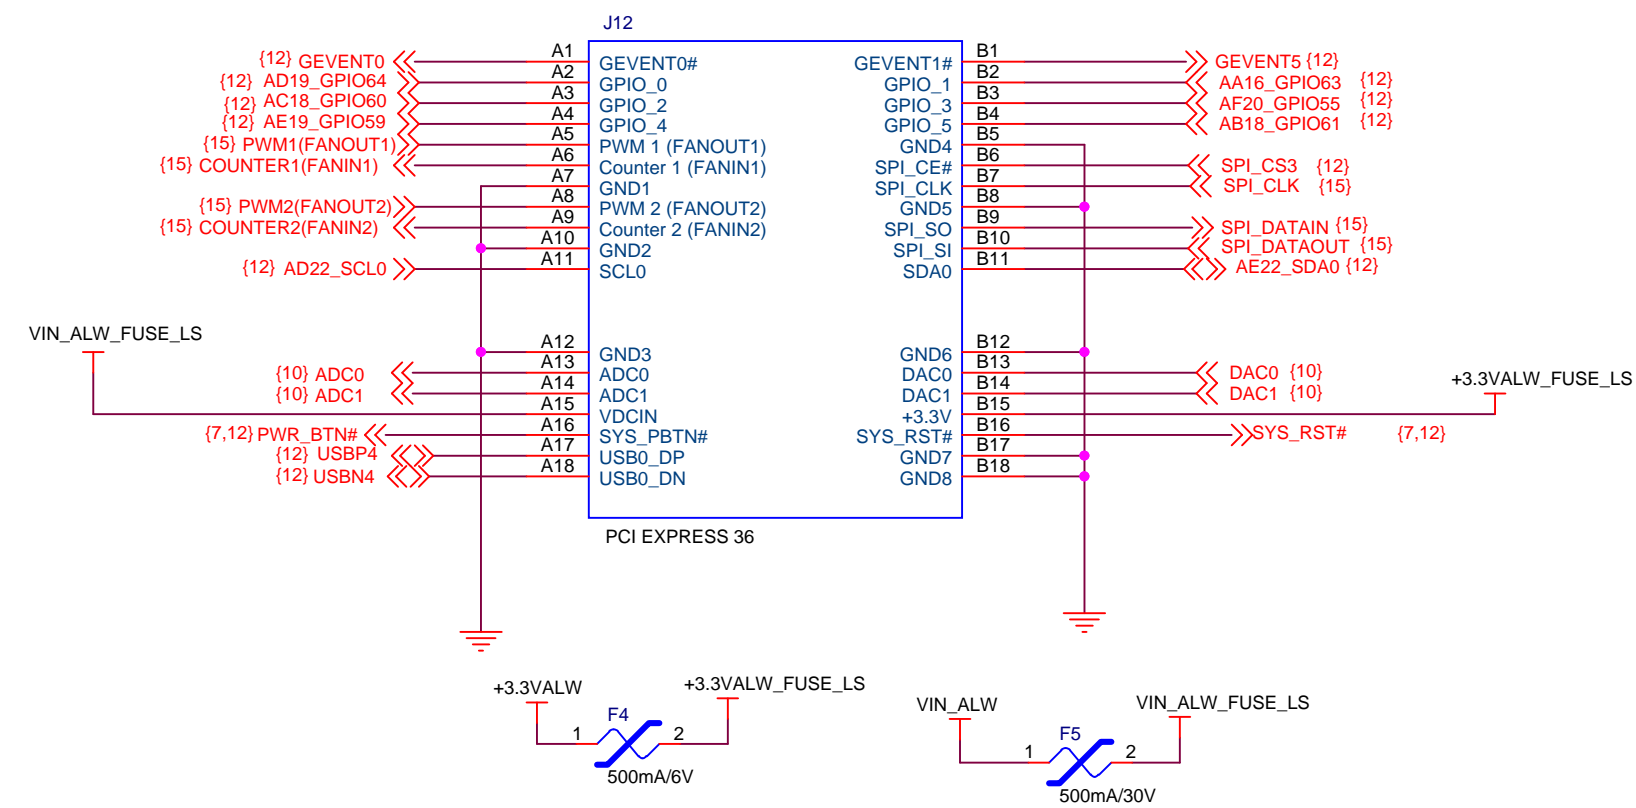 J12
{12} GEVENT0 A1 GEVENT0# GEVENT1# B1 GEVENT5 {12}
{12} AD19_GPIO64 A2 GPIO_0 GPIO_1 B2 AA16_GPIO63 {12}
{12} AC18_GPIO60 A3 GPIO_2 GPIO_3 B3 AF20_GPIO55 {12}
{12} AE19_GPIO59 A4 GPIO_4 GPIO_5 B4 AB18_GPIO61 {12}
{15} PWM1(FANOUT1) A5 PWM 1 (FANOUT1) GND4 B5
{15} COUNTER1(FANIN1) A6 Counter 1 (FANIN1) SPI_CE# B6 SPI_CS3 {12}
A7 GND1 SPI_CLK B7 SPI_CLK {15}
{15} PWM2(FANOUT2) A8 PWM 2 (FANOUT2) GND5 B8
{15} COUNTER2(FANIN2) A9 Counter 2 (FANIN2) SPI_SO B9 SPI_DATAIN {15}
A10 GND2 SPI_SI B10 SPI_DATAOUT {15}
{12} AD22_SCL0 A11 SCL0 SDA0 B11 AE22_SDA0 {12}
VIN_ALW_FUSE_LS
A12 GND3 GND6 B12
{10} ADC0 A13 ADC0 DAC0 B13 DAC0 {10}
+3.3VALW_FUSE_LS
{10} ADC1 A14 ADC1 DAC1 B14 DAC1 {10}
A15 VDCIN +3.3V B15
{7,12} PWR_BTN# A16 SYS_PBTN# SYS_RST# B16 SYS_RST# {7,12}
{12} USBP4 A17 USB0_DP GND7 B17
{12} USBN4 A18 USB0_DN GND8 B18
PCI EXPRESS 36
+3.3VALW +3.3VALW_FUSE_LS
F4
1 2
500mA/6V
VIN_ALW VIN_ALW_FUSE_LS
F5
1 2
500mA/30V